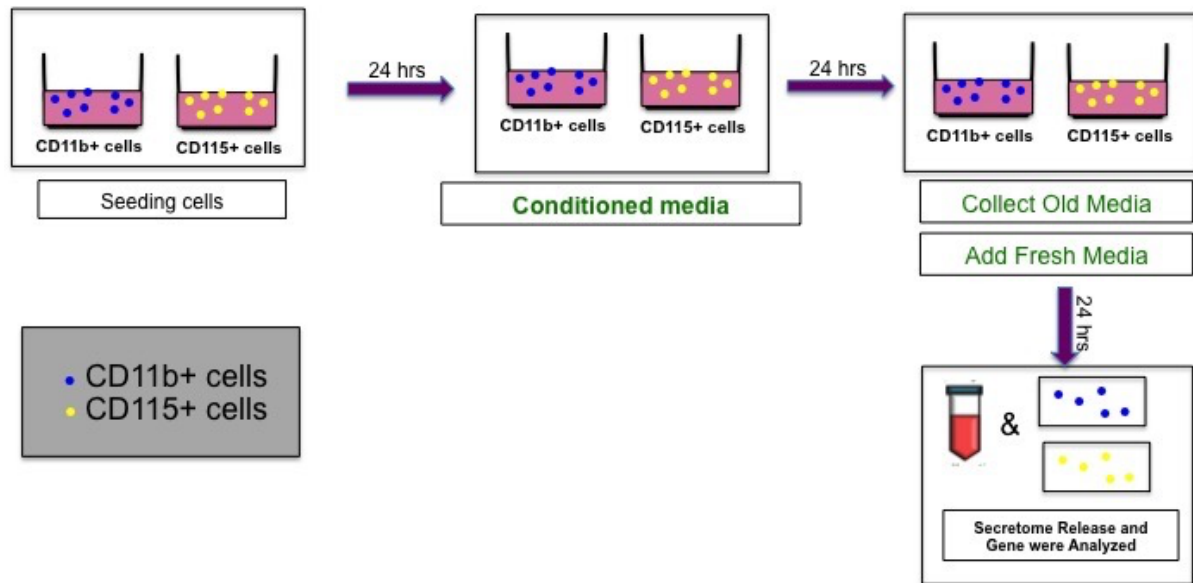 CD11b+ cells
CD115+ cells
Seeding cells
24 hrs
CD11b+ cells
CD115+ cells
Conditioned media
24 hrs
CD11b+ cells
CD115+ cells
Collect Old Media
Add Fresh Media
24 hrs
CD11b+ cells
CD115+ cells
&
Secretome Release and
Gene were Analyzed